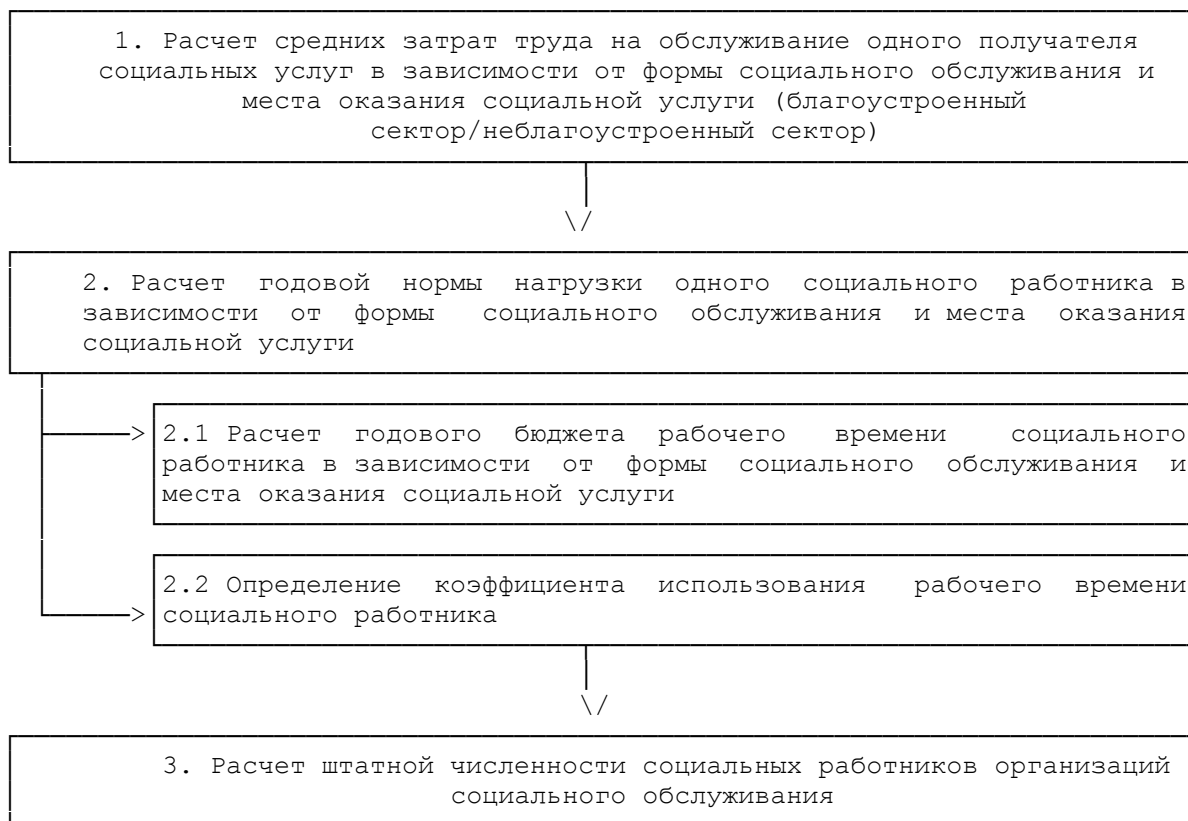 1. Расчет средних затрат труда на обслуживание одного получателя
социальных услуг в зависимости от формы социального обслуживания и
места оказания социальной услуги (благоустроенный
сектор/неблагоустроенный сектор)
2. Расчет годовой нормы нагрузки одного социального работника в
зависимости от формы социального обслуживания и места оказания
социальной услуги
2.1 Расчет годового бюджета рабочего времени социального
работника в зависимости от формы социального обслуживания и
места оказания социальной услуги
2.2 Определение коэффициента использования рабочего времени
социального работника
3. Расчет штатной численности социальных работников организаций
социального обслуживания